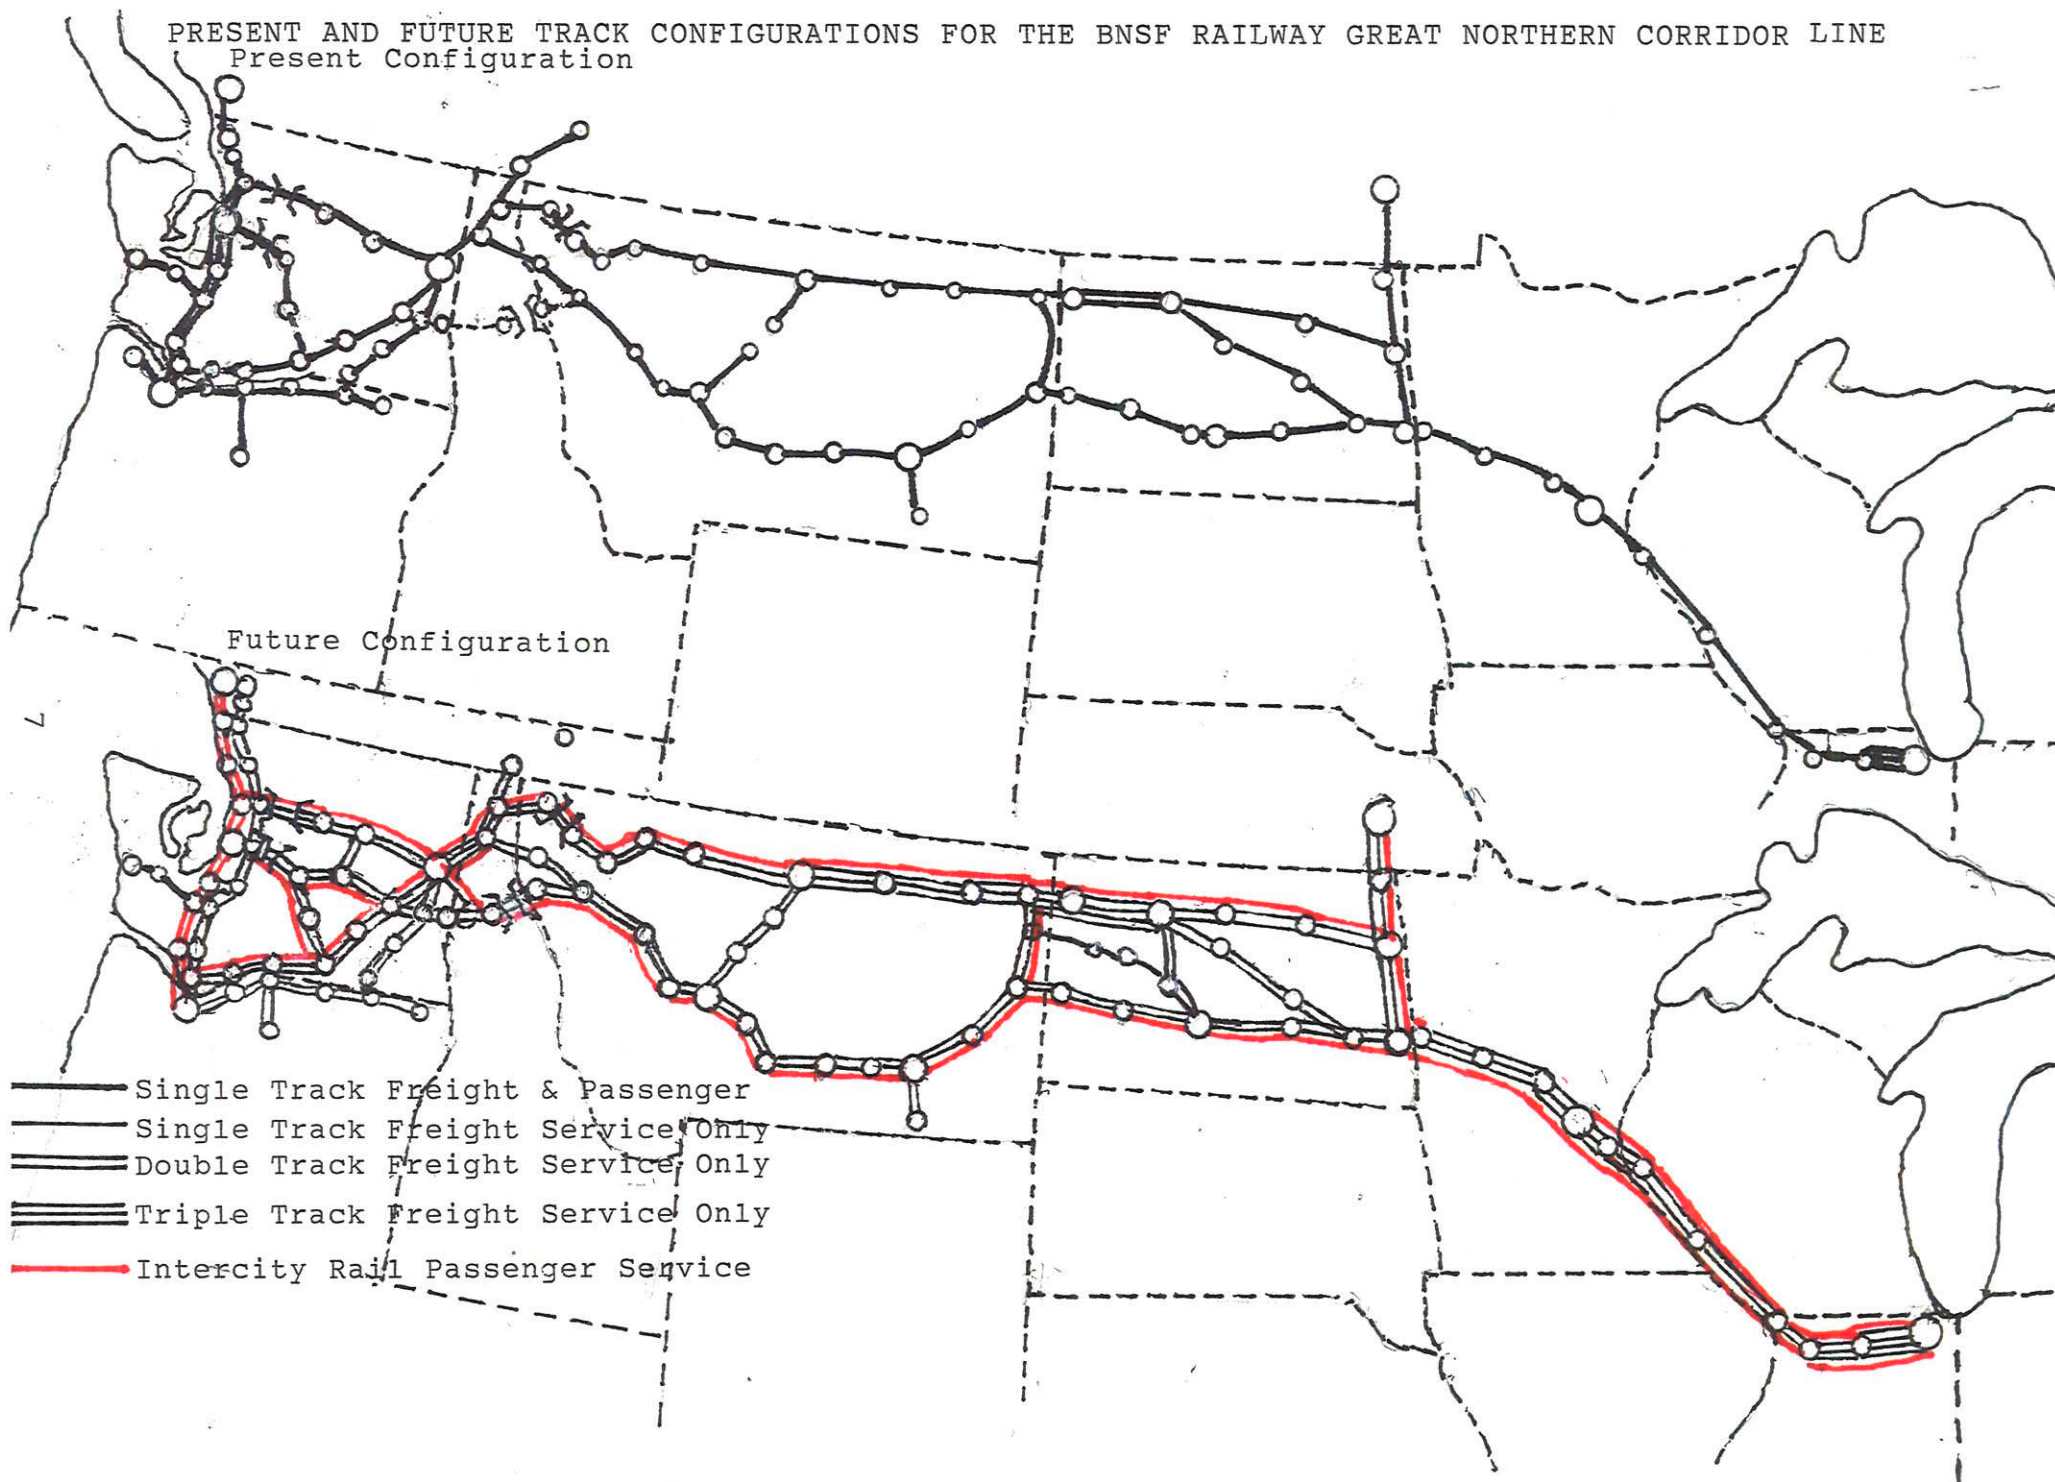 PRESENT AND FUTURE TRACK CONFIGURATIONS FOR THE BNSF RAILWAY GREAT NORTHERN CORRIDOR LINE
Present Configuration
Future Configuration
7
Single Track Freight & Passenger
Single Track Freight Service Only
Double Track Freight Service Only
Triple Track Freight Service Only
Intercity Rail Passenger Service